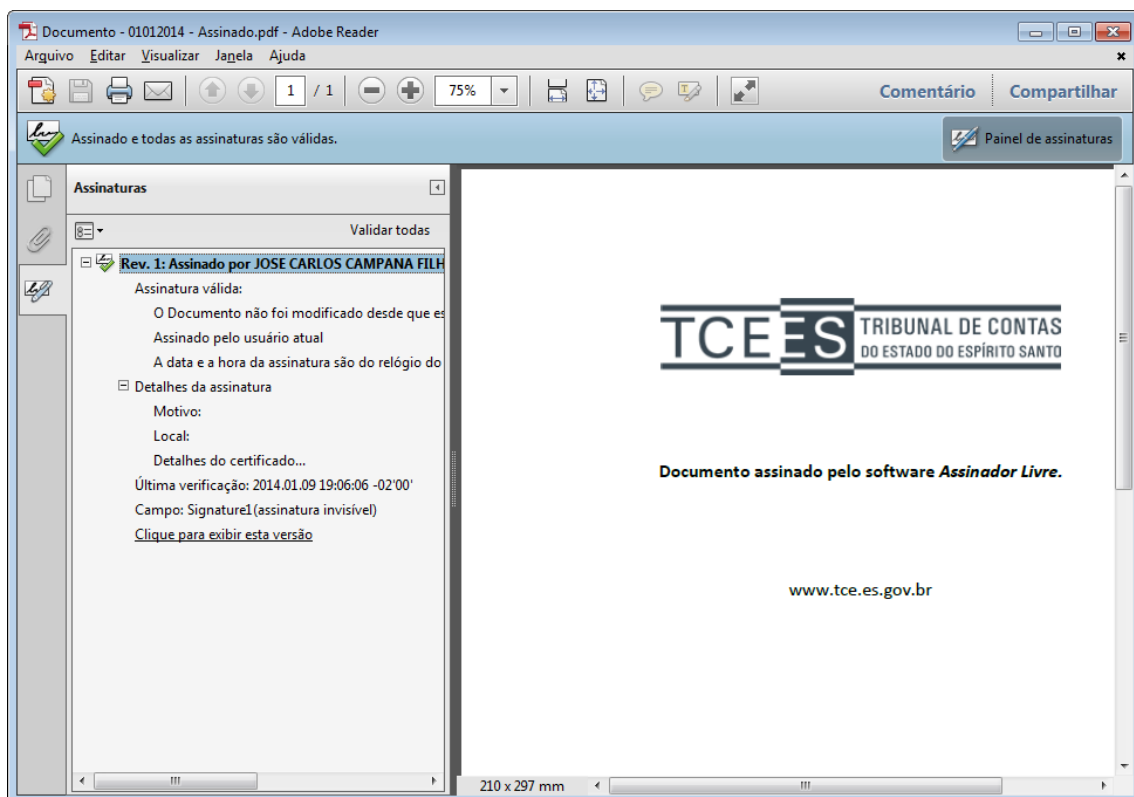 Documento - 01012014 - Assinado.pdf - Adobe Reader
Arquivo Editar Visualizar Janela Ajuda
1 / 1 75% Comentário Compartilhar
Assinado e todas as assinaturas são válidas. Painel de assinaturas
Assinaturas
Validar todas
Rev. 1: Assinado por JOSE CARLOS CAMPANA FILH
Assinatura válida:
O Documento não foi modificado desde que es
Assinado pelo usuário atual
A data e a hora da assinatura são do relógio do
Detalhes da assinatura
Motivo:
Local:
Detalhes do certificado...
Última verificação: 2014.01.09 19:06:06 -02'00'
Campo: Signature1(assinatura invisível)
Clique para exibir esta versão
TCEES TRIBUNAL DE CONTAS
DO ESTADO DO ESPÍRITO SANTO
Documento assinado pelo software Assinador Livre.
www.tce.es.gov.br
210 x 297 mm